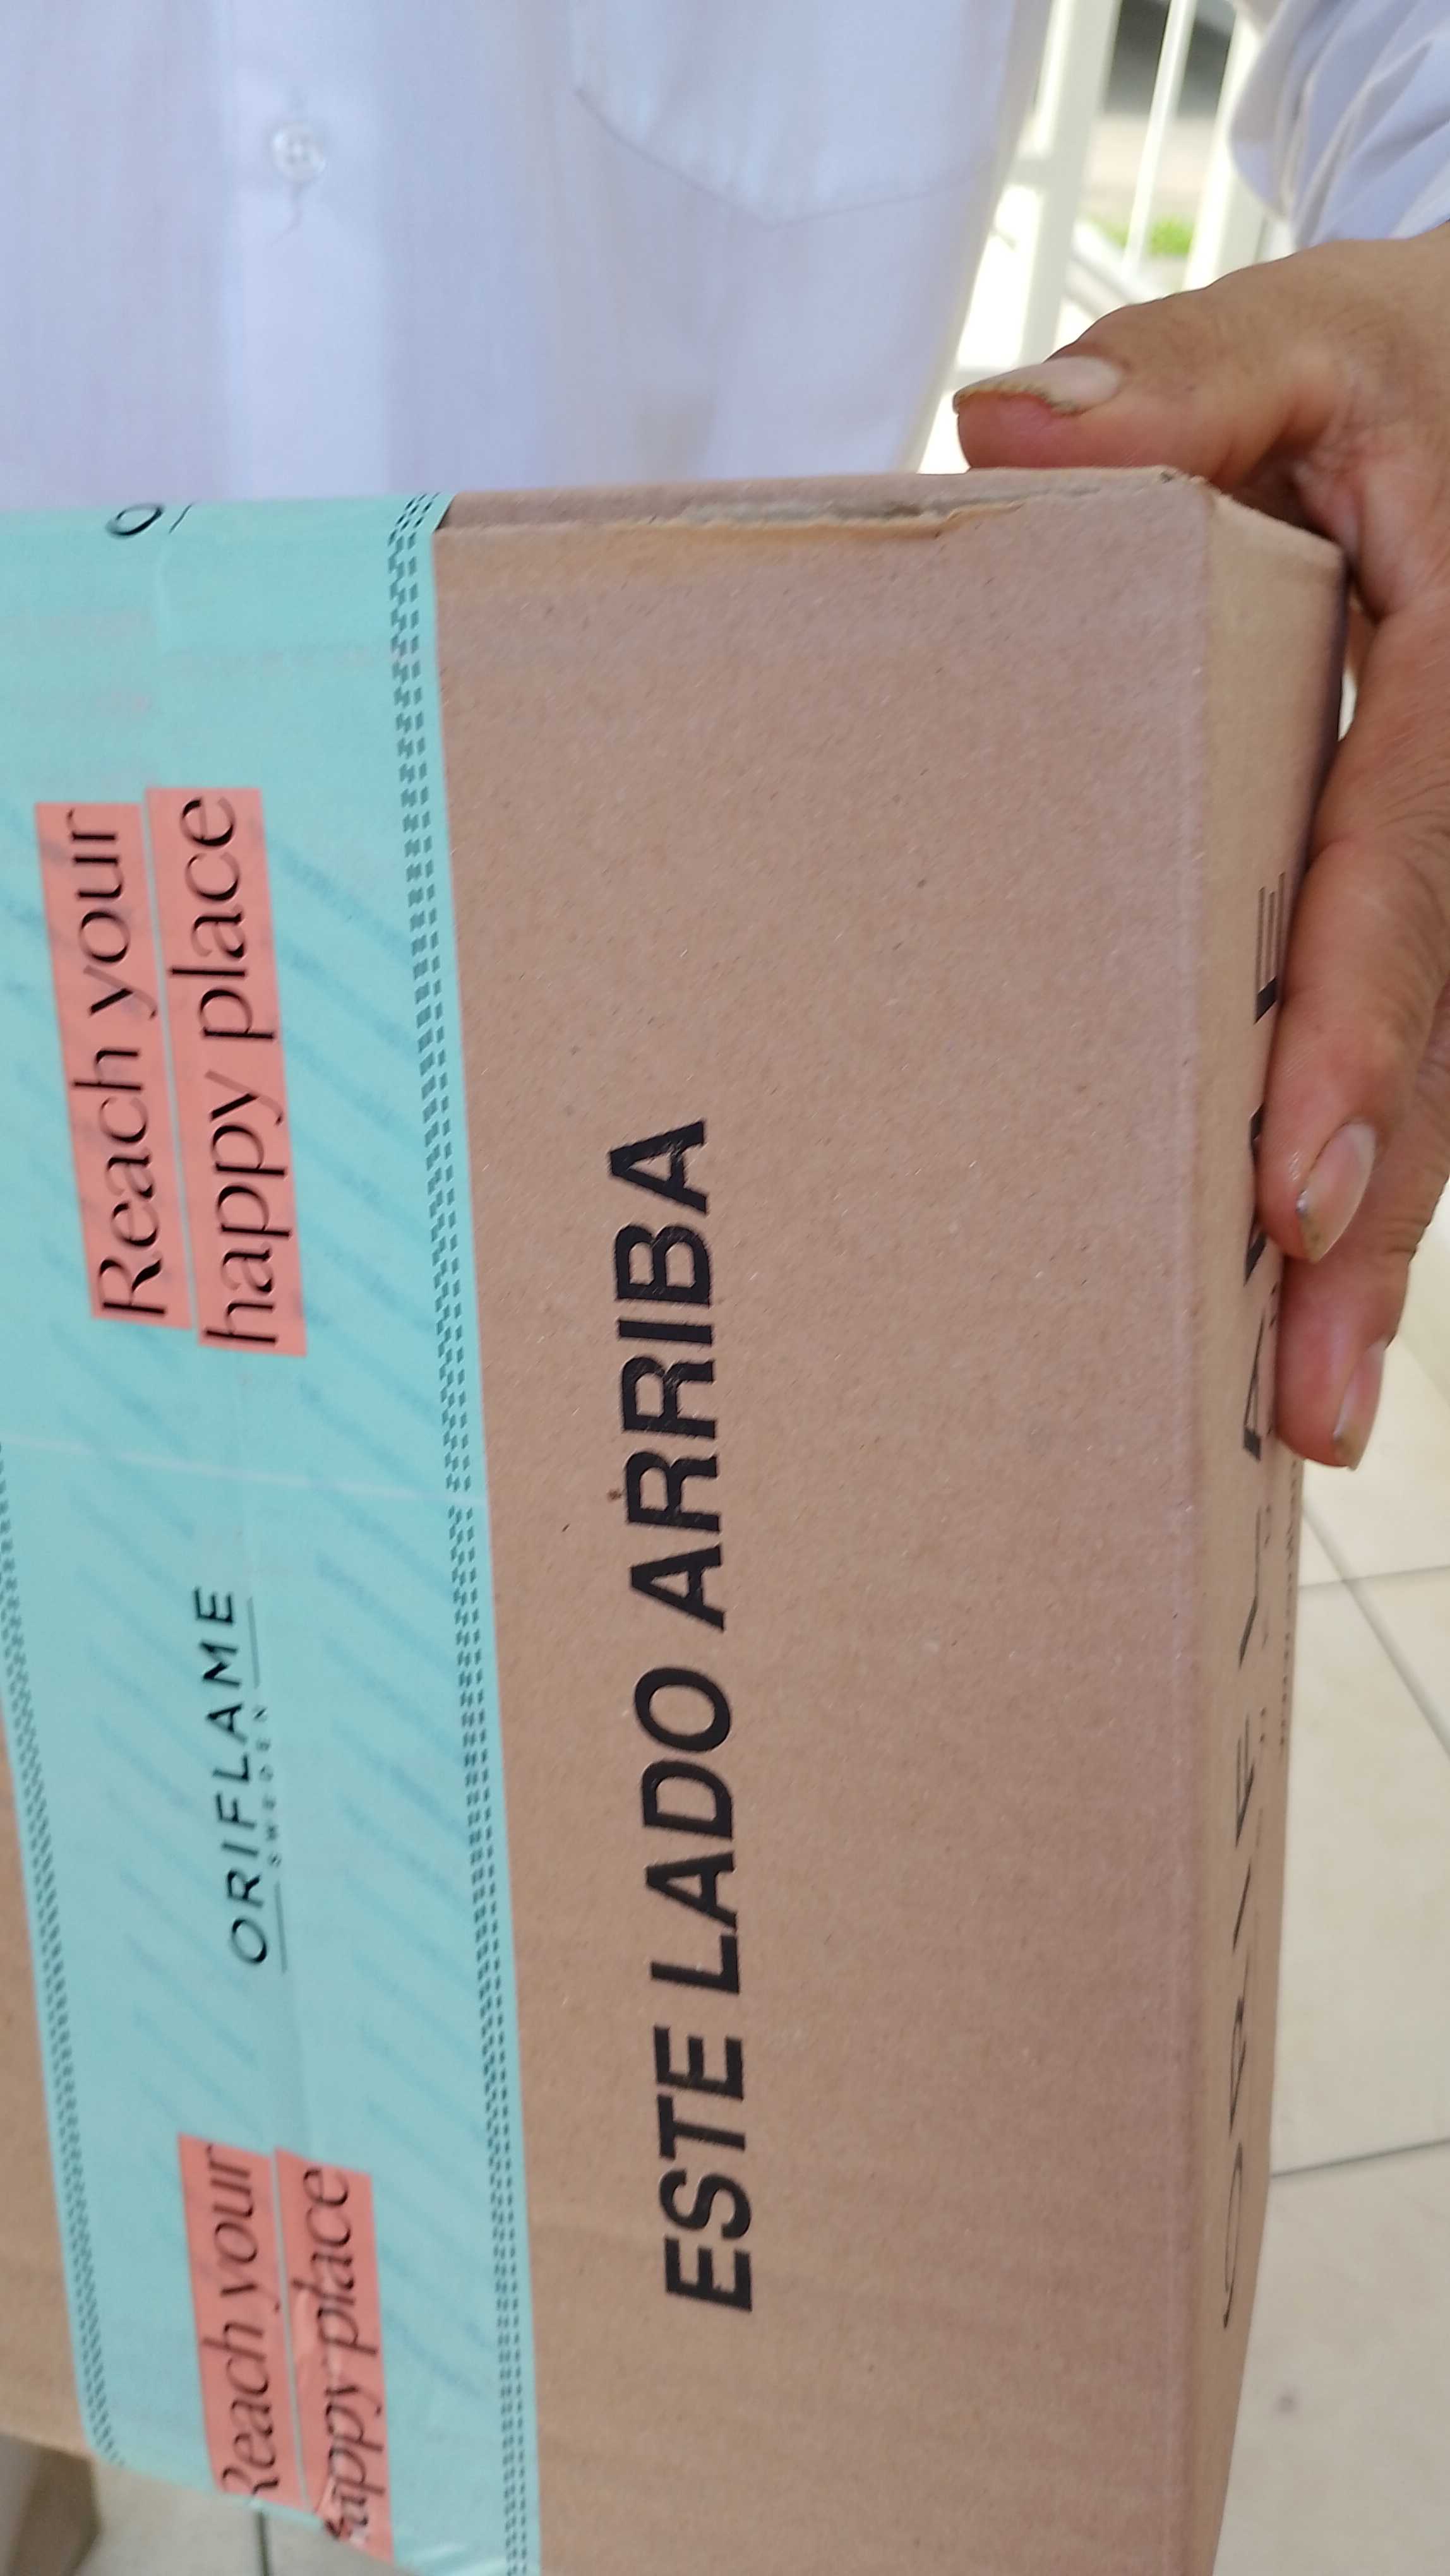 Reach your
happy place
ORIFLAME
SWEDEN
Reach your
happy place
ESTE LADO ARRIBA